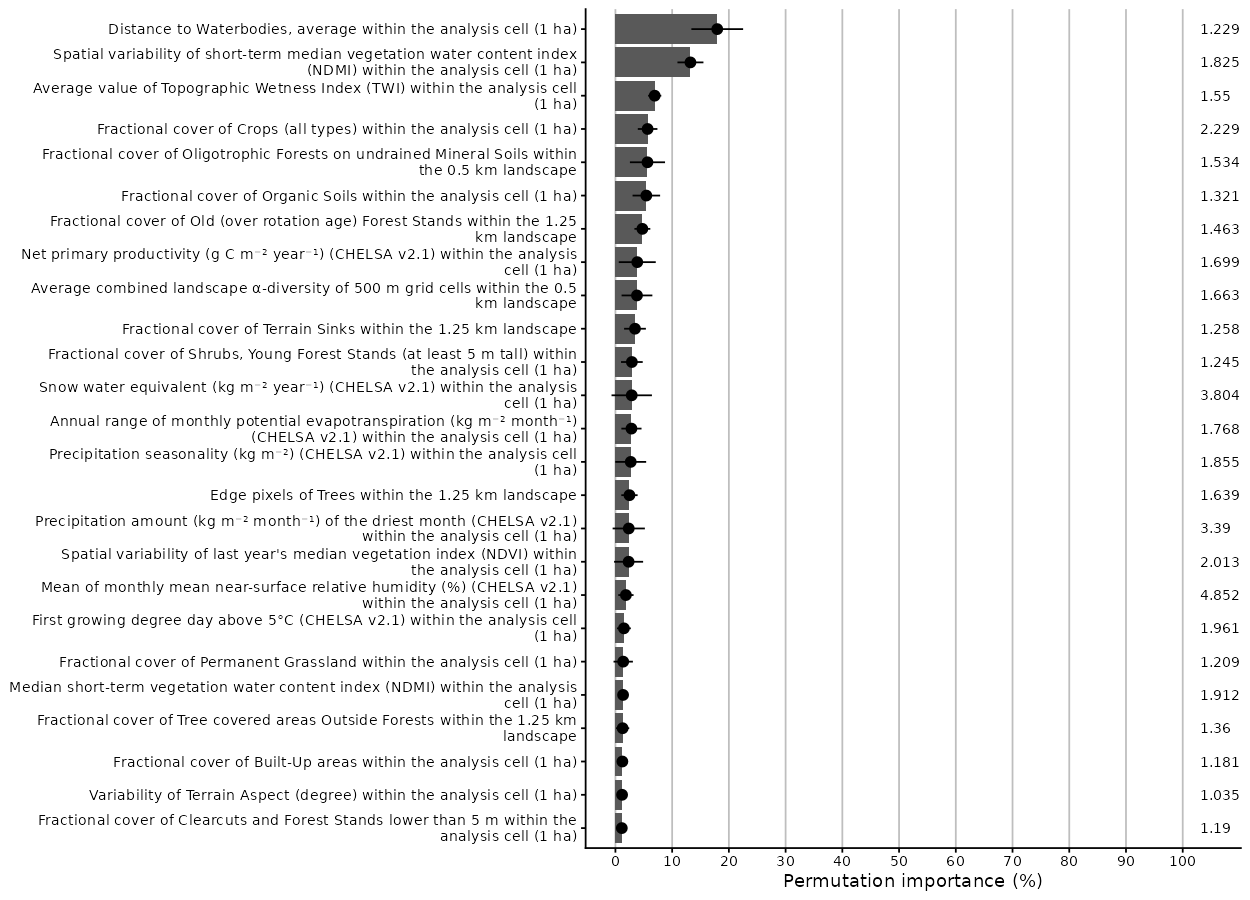 Distance to Waterbodies, average within the analysis cell (1 ha)
1.229
Spatial variability of short-term median vegetation water content index
(NDMI) within the analysis cell (1 ha)
1.825
Average value of Topographic Wetness Index (TWI) within the analysis cell
(1 ha)
1.55
Fractional cover of Crops (all types) within the analysis cell (1 ha)
2.229
Fractional cover of Oligotrophic Forests on undrained Mineral Soils within
the 0.5 km landscape
1.534
Fractional cover of Organic Soils within the analysis cell (1 ha)
1.321
Fractional cover of Old (over rotation age) Forest Stands within the 1.25
km landscape
1.463
Net primary productivity (g C m⁻² year⁻¹) (CHELSA v2.1) within the analysis
cell (1 ha)
1.699
Average combined landscape α-diversity of 500 m grid cells within the 0.5
km landscape
1.663
Fractional cover of Terrain Sinks within the 1.25 km landscape
1.258
Fractional cover of Shrubs, Young Forest Stands (at least 5 m tall) within
the analysis cell (1 ha)
1.245
Snow water equivalent (kg m⁻² year⁻¹) (CHELSA v2.1) within the analysis
cell (1 ha)
3.804
Annual range of monthly potential evapotranspiration (kg m⁻² month⁻¹)
(CHELSA v2.1) within the analysis cell (1 ha)
1.768
Precipitation seasonality (kg m⁻²) (CHELSA v2.1) within the analysis cell
(1 ha)
1.855
Edge pixels of Trees within the 1.25 km landscape
1.639
Precipitation amount (kg m⁻² month⁻¹) of the driest month (CHELSA v2.1)
within the analysis cell (1 ha)
3.39
Spatial variability of last year's median vegetation index (NDVI) within
the analysis cell (1 ha)
2.013
Mean of monthly mean near-surface relative humidity (%) (CHELSA v2.1)
within the analysis cell (1 ha)
4.852
First growing degree day above 5°C (CHELSA v2.1) within the analysis cell
(1 ha)
1.961
Fractional cover of Permanent Grassland within the analysis cell (1 ha)
1.209
Median short-term vegetation water content index (NDMI) within the analysis
cell (1 ha)
1.912
Fractional cover of Tree covered areas Outside Forests within the 1.25 km
landscape
1.36
Fractional cover of Built-Up areas within the analysis cell (1 ha)
1.181
Variability of Terrain Aspect (degree) within the analysis cell (1 ha)
1.035
Fractional cover of Clearcuts and Forest Stands lower than 5 m within the
analysis cell (1 ha)
1.19
0 10 20 30 40 50 60 70 80 90 100
Permutation importance (%)